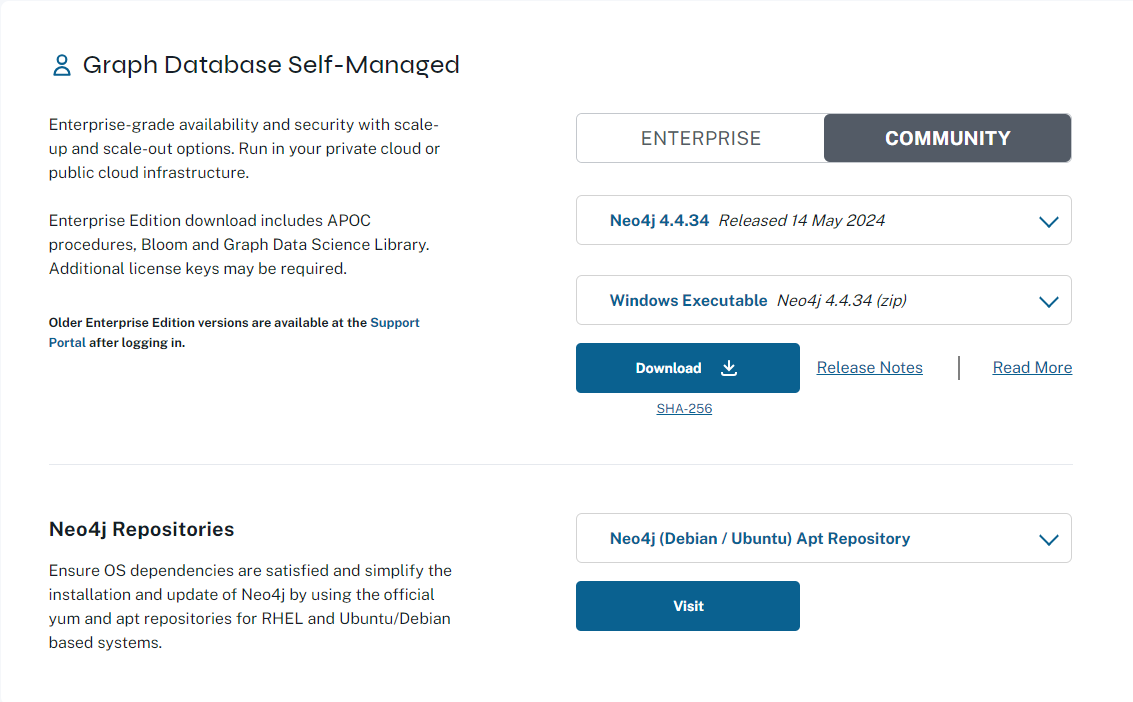 Graph Database Self-Managed
Enterprise-grade availability and security with scale-
up and scale-out options. Run in your private cloud or
public cloud infrastructure.
Enterprise Edition download includes APOC
procedures, Bloom and Graph Data Science Library.
Additional license keys may be required.
Older Enterprise Edition versions are available at the Support
Portal after logging in.
ENTERPRISE COMMUNITY
Neo4j 4.4.34 Released 14 May 2024
Windows Executable Neo4j 4.4.34 (zip)
Download Release Notes | Read More
SHA-256
Neo4j Repositories
Ensure OS dependencies are satisfied and simplify the
installation and update of Neo4j by using the official
yum and apt repositories for RHEL and Ubuntu/Debian
based systems.
Neo4j (Debian / Ubuntu) Apt Repository
Visit